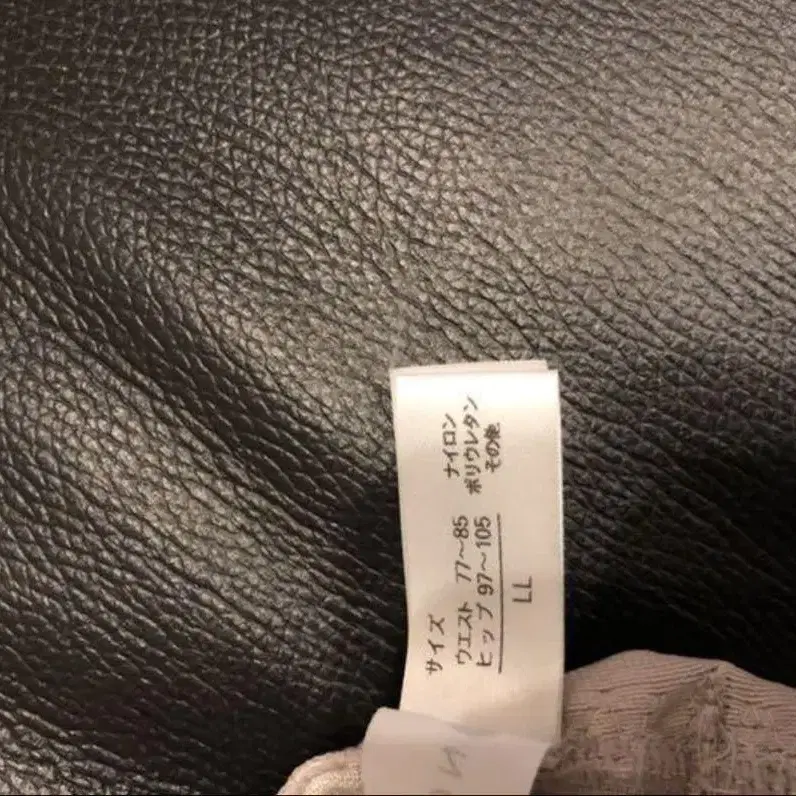 サイズ
ウエスト 77～85
ヒップ 97～105
LL
ナイロン
ポリウレタン
その他